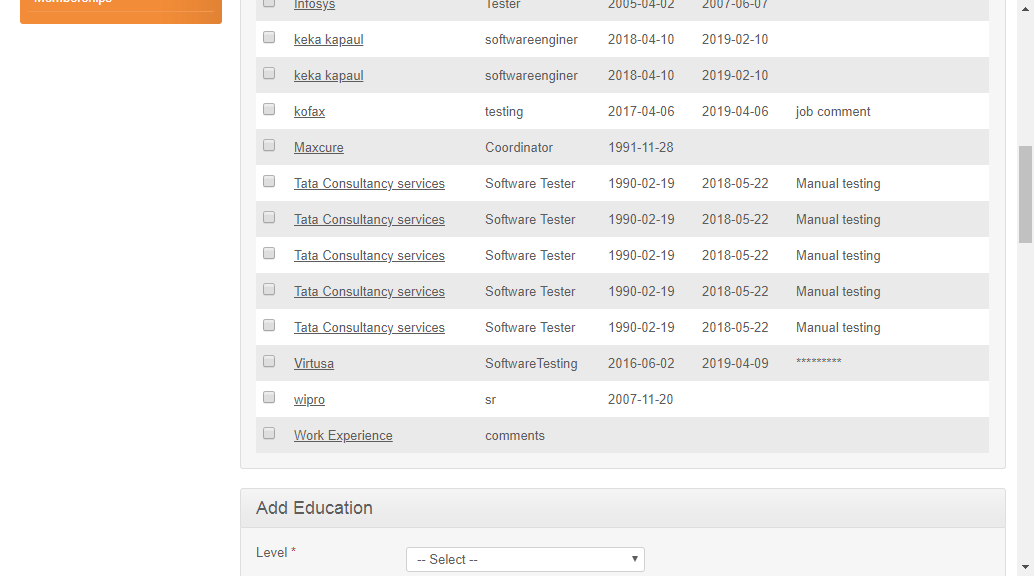 Memberships
Infosys Tester 2005-04-02 2007-06-07
keka kapaul softwareenginer 2018-04-10 2019-02-10
keka kapaul softwareenginer 2018-04-10 2019-02-10
kofax testing 2017-04-06 2019-04-06 job comment
Maxcure Coordinator 1991-11-28
Tata Consultancy services Software Tester 1990-02-19 2018-05-22 Manual testing
Tata Consultancy services Software Tester 1990-02-19 2018-05-22 Manual testing
Tata Consultancy services Software Tester 1990-02-19 2018-05-22 Manual testing
Tata Consultancy services Software Tester 1990-02-19 2018-05-22 Manual testing
Tata Consultancy services Software Tester 1990-02-19 2018-05-22 Manual testing
Virtusa SoftwareTesting 2016-06-02 2019-04-09 *********
wipro sr 2007-11-20
Work Experience comments
Add Education
Level * -- Select --